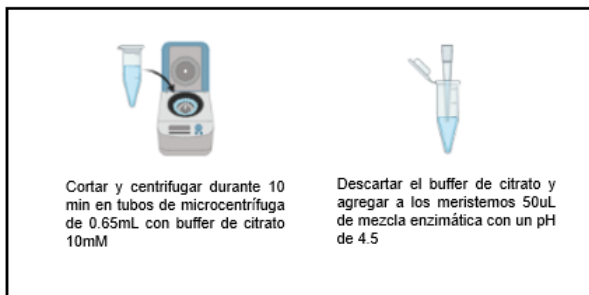 Cortar y centrifugar durante 10
min en tubos de microcentrífuga
de 0.65mL con buffer de citrato
10mM
Descartar el buffer de citrato y
agregar a los meristemos 50uL
de mezcla enzimática con un pH
de 4.5